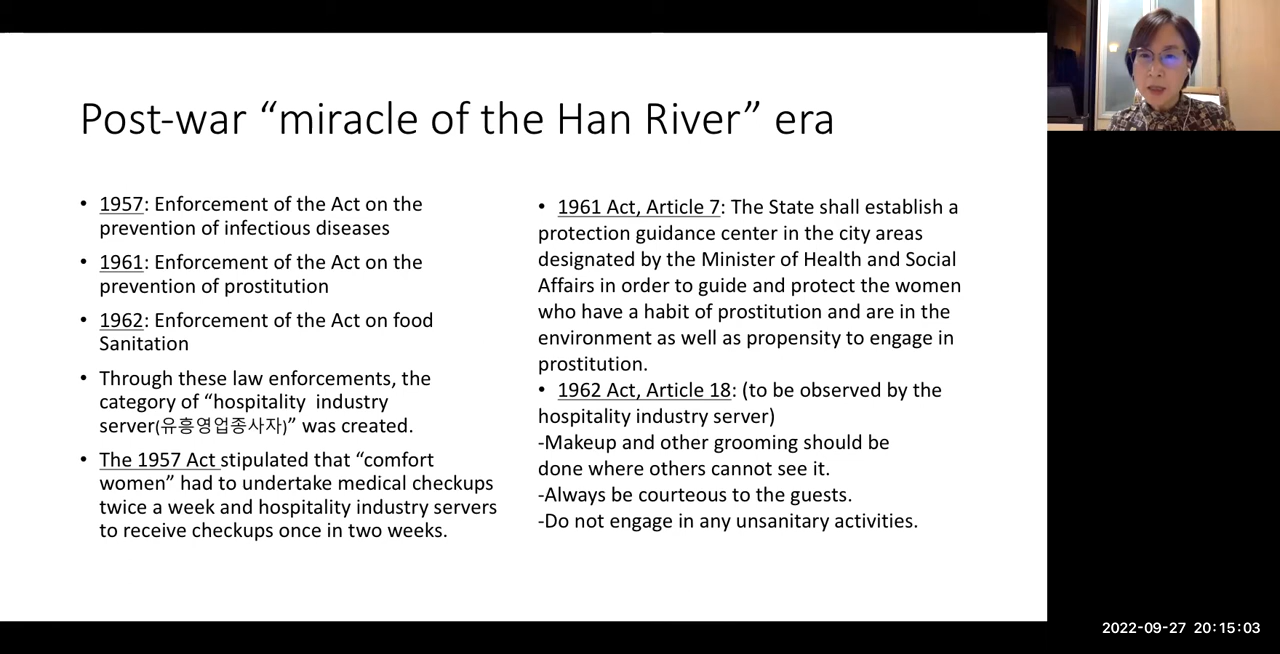 Post-war “miracle of the Han River” era
• 1957: Enforcement of the Act on the
prevention of infectious diseases
• 1961: Enforcement of the Act on the
prevention of prostitution
• 1962: Enforcement of the Act on food
Sanitation
• Through these law enforcements, the
category of “hospitality industry
server(유흥영업종사자)” was created.
• The 1957 Act stipulated that “comfort
women” had to undertake medical checkups
twice a week and hospitality industry servers
to receive checkups once in two weeks.
• 1961 Act, Article 7: The State shall establish a
protection guidance center in the city areas
designated by the Minister of Health and Social
Affairs in order to guide and protect the women
who have a habit of prostitution and are in the
environment as well as propensity to engage in
prostitution.
• 1962 Act, Article 18: (to be observed by the
hospitality industry server)
-Makeup and other grooming should be
done where others cannot see it.
-Always be courteous to the guests.
-Do not engage in any unsanitary activities.
2022-09-27 20:15:03